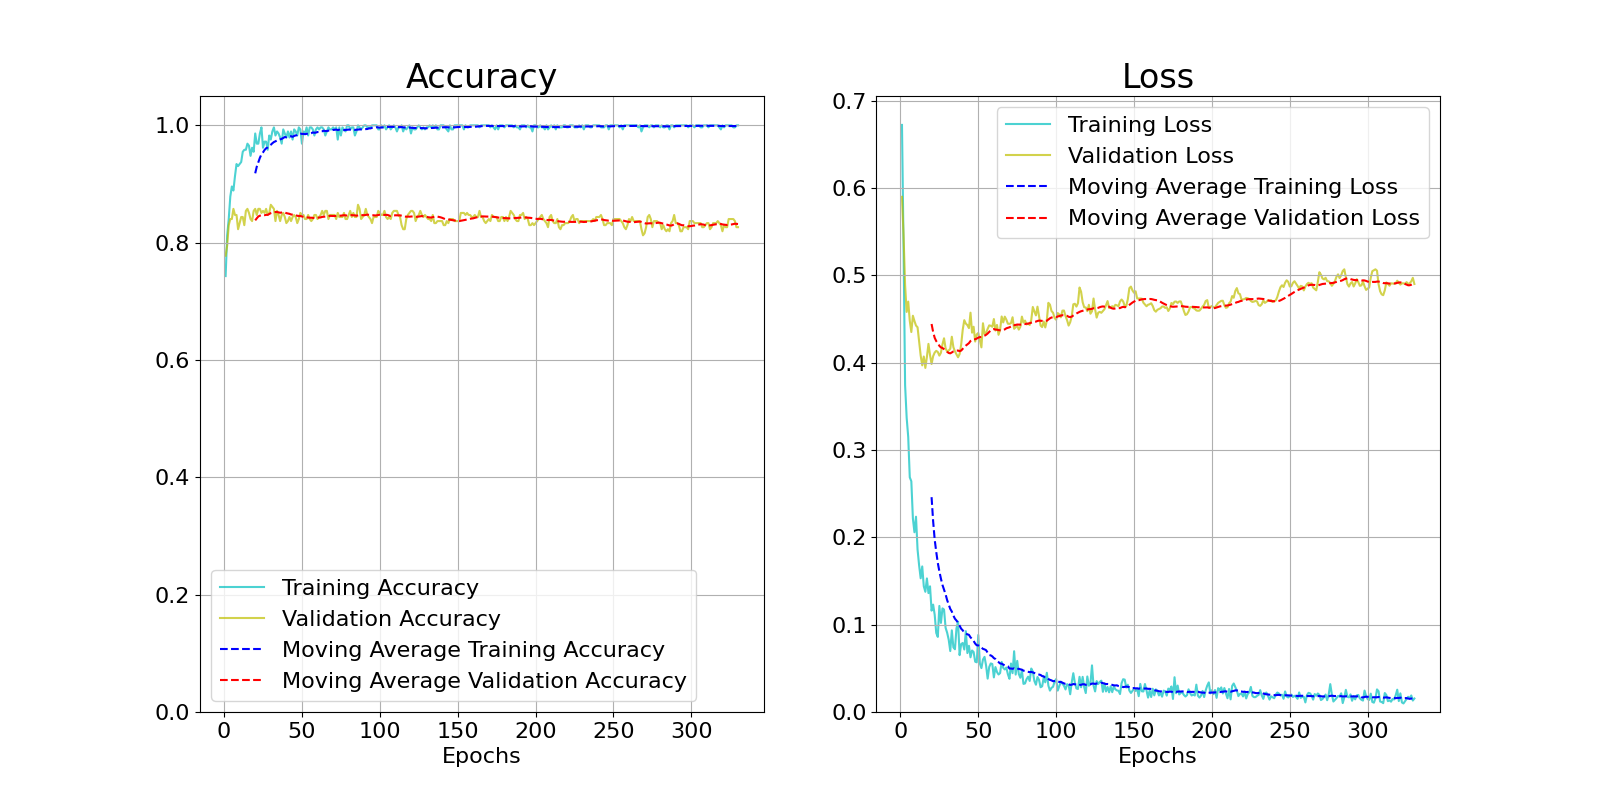 Accuracy
1.0
0.8
0.6
0.4
0.2
0.0
Training Accuracy
Validation Accuracy
Moving Average Training Accuracy
Moving Average Validation Accuracy
0 50 100 150 200 250 300
Epochs
Loss
0.7
0.6
0.5
0.4
0.3
0.2
0.1
0.0
Training Loss
Validation Loss
Moving Average Training Loss
Moving Average Validation Loss
0 50 100 150 200 250 300
Epochs